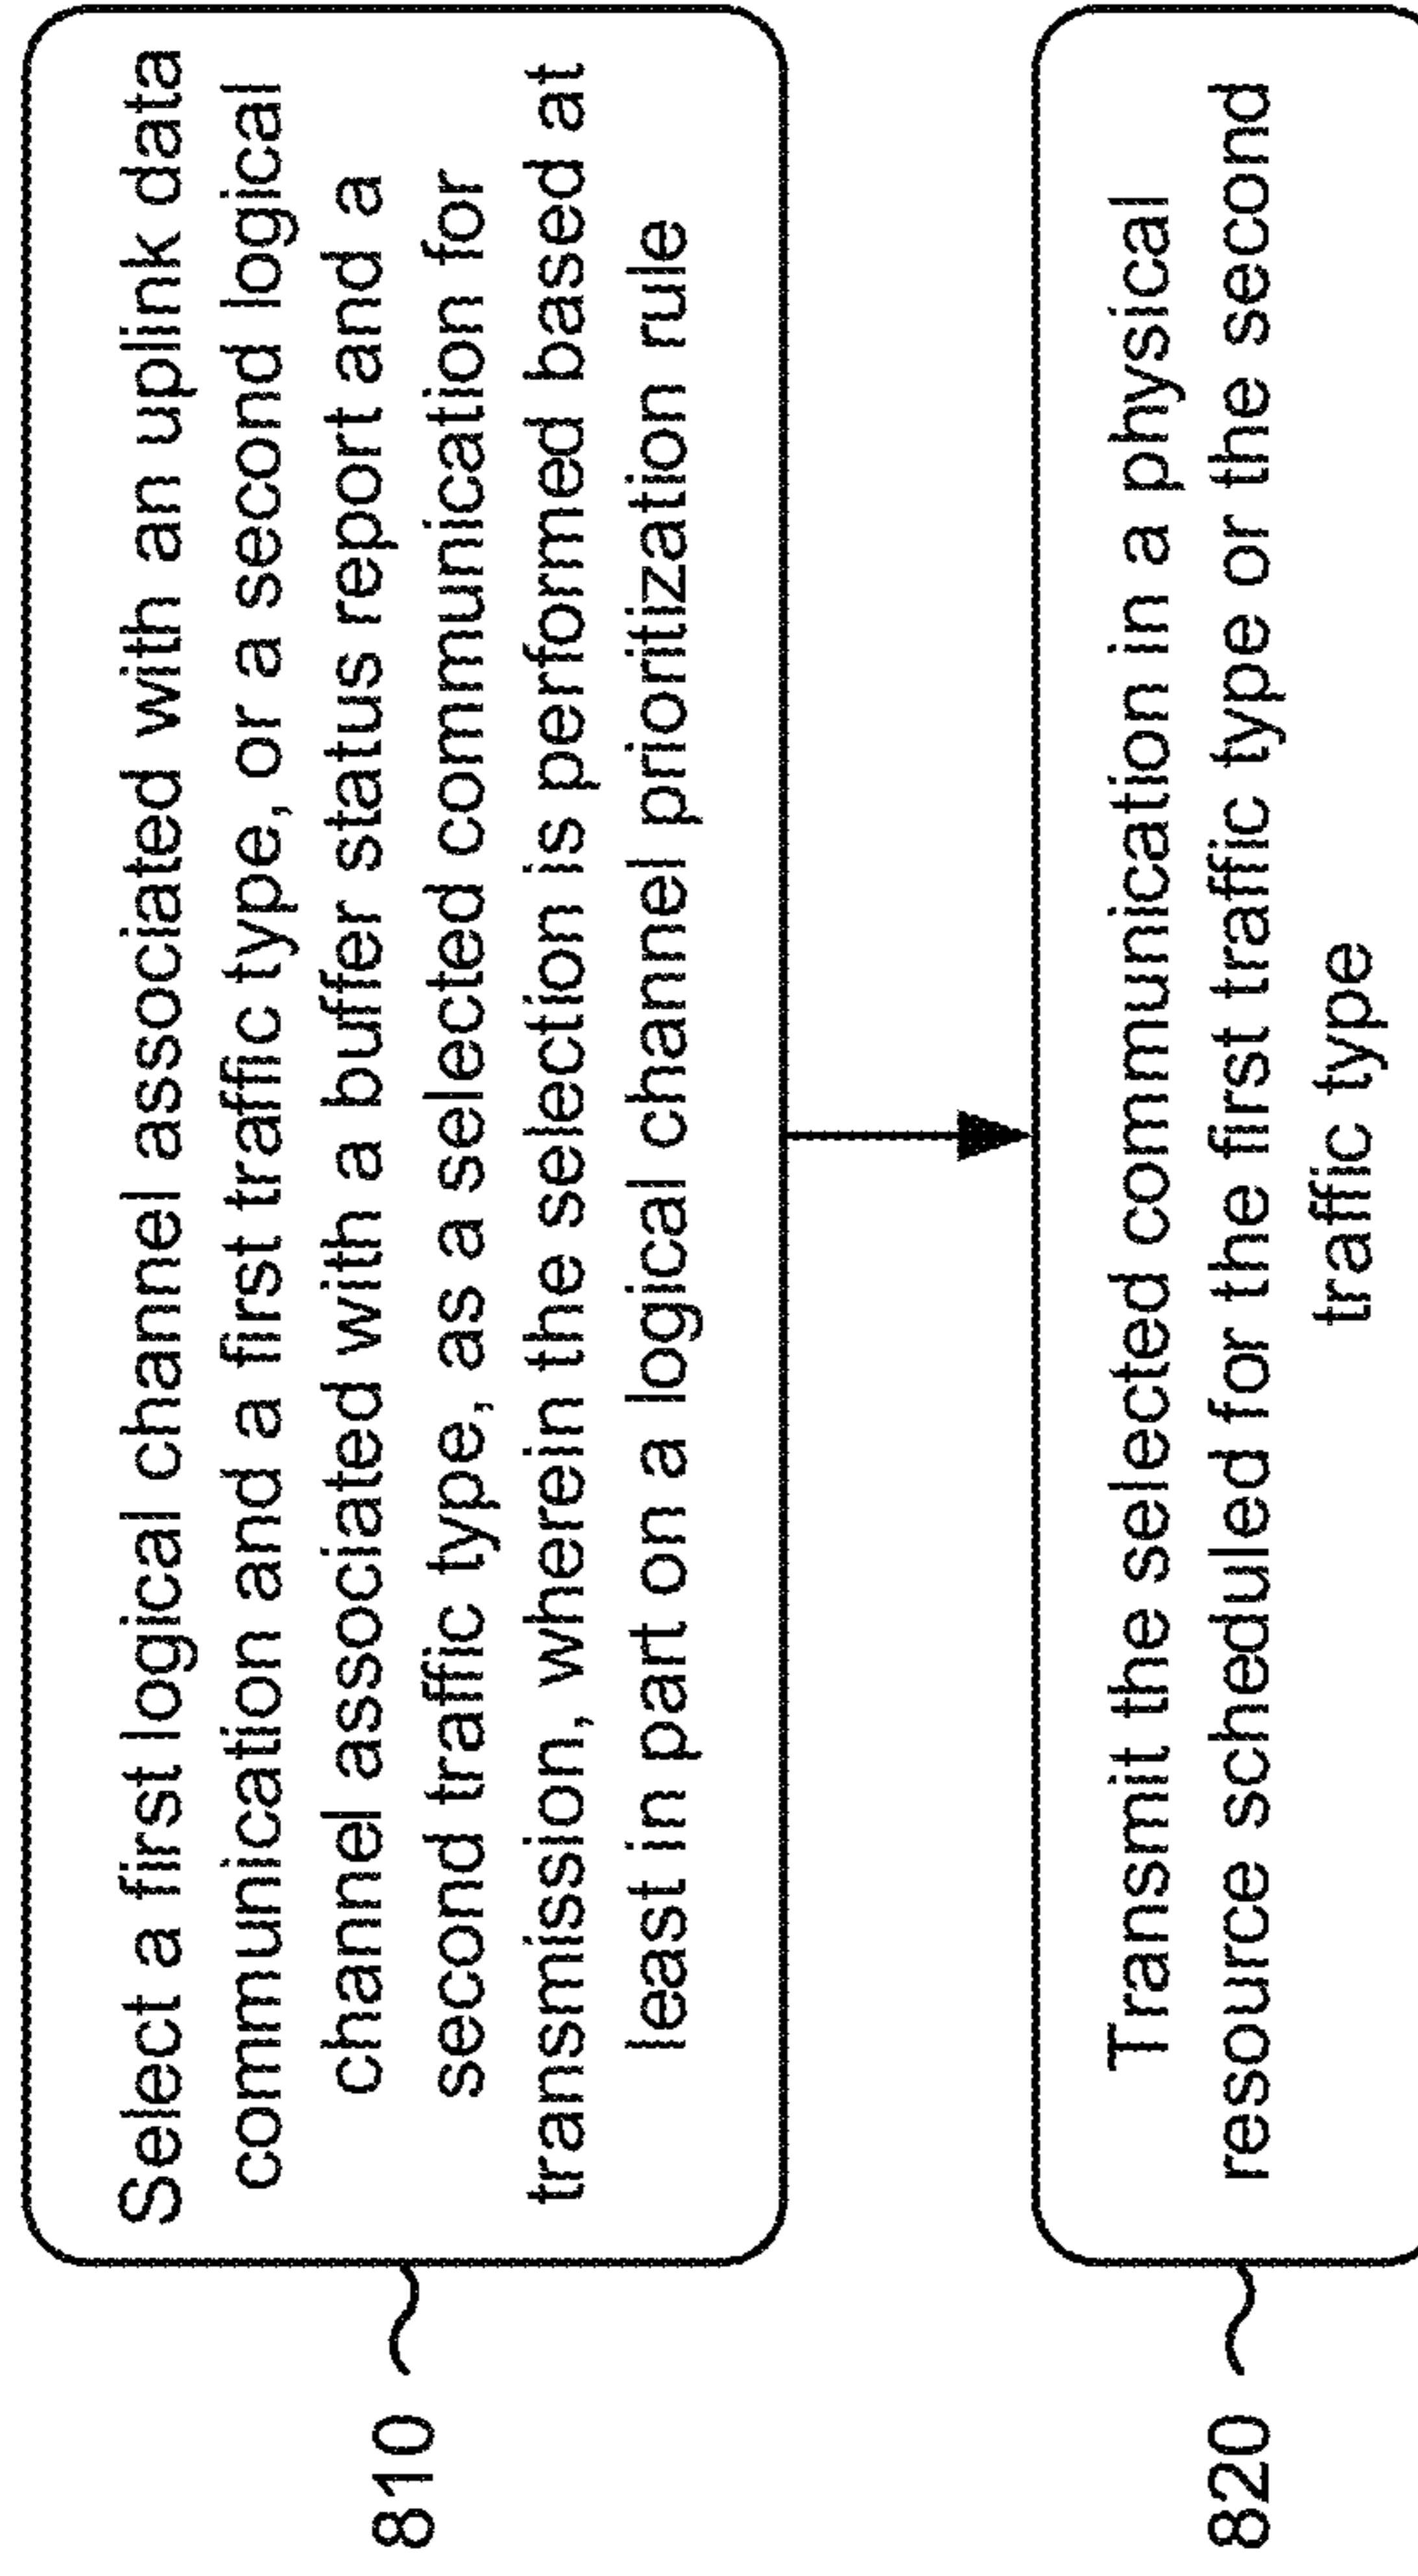 810
Select a first logical channel associated with an uplink data
communication and a first traffic type, or a second logical
channel associated with a buffer status report and a
second traffic type, as a selected communication for
transmission, wherein the selection is performed based at
least in part on a logical channel prioritization rule
820
Transmit the selected communication in a physical
resource scheduled for the first traffic type or the second
traffic type